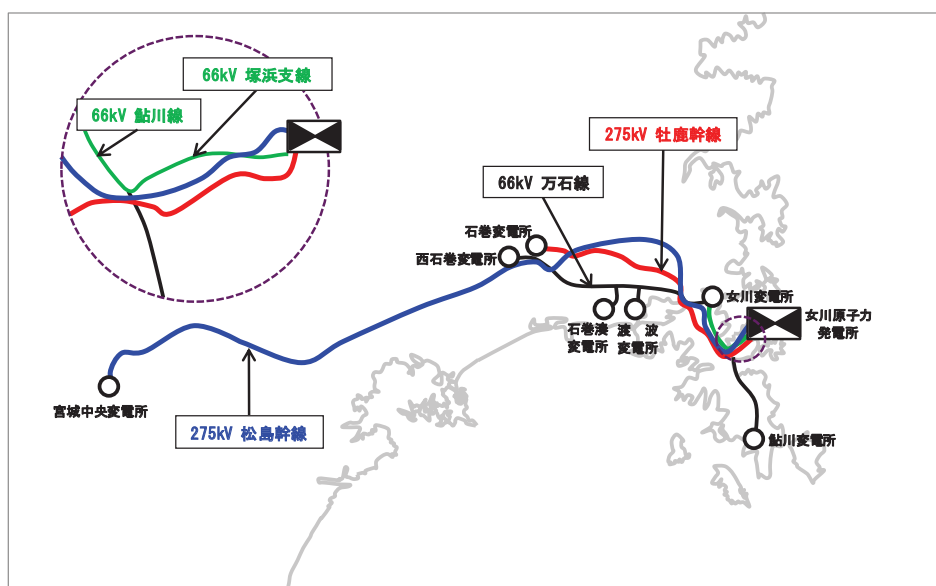 66kV 塚浜支線
66kV 鮎川線
275kV 牡鹿幹線
66kV 万石線
石巻変電所
西石巻変電所
女川変電所
女川原子力
発電所
石巻湊
変電所
渡 波
変電所
宮城中央変電所
275kV 松島幹線
鮎川変電所